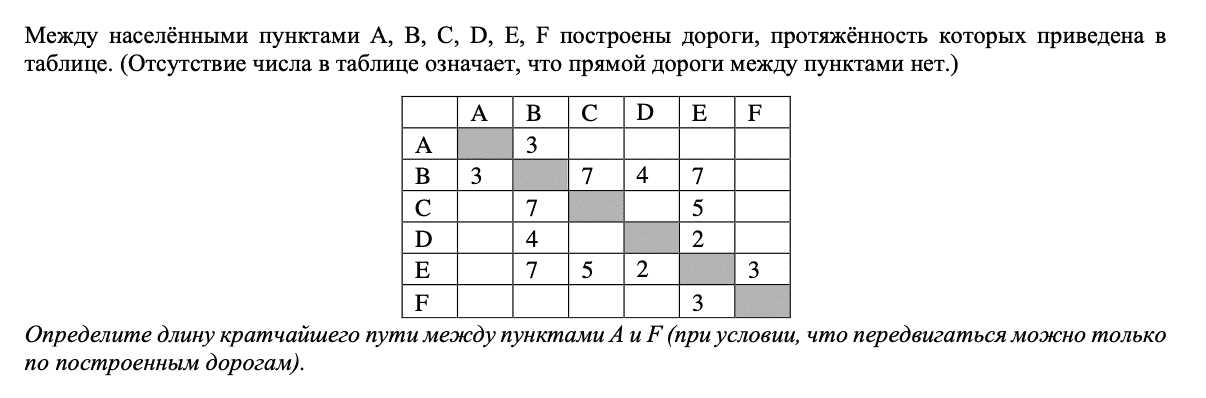 Между населёнными пунктами A, B, C, D, E, F построены дороги, протяжённость которых приведена в
таблице. (Отсутствие числа в таблице означает, что прямой дороги между пунктами нет.)
A B C D E F
A 3
B 3 7 4 7
C 7 5
D 4 2
E 7 5 2 3
F 3
Определите длину кратчайшего пути между пунктами A и F (при условии, что передвигаться можно только
по построенным дорогам).